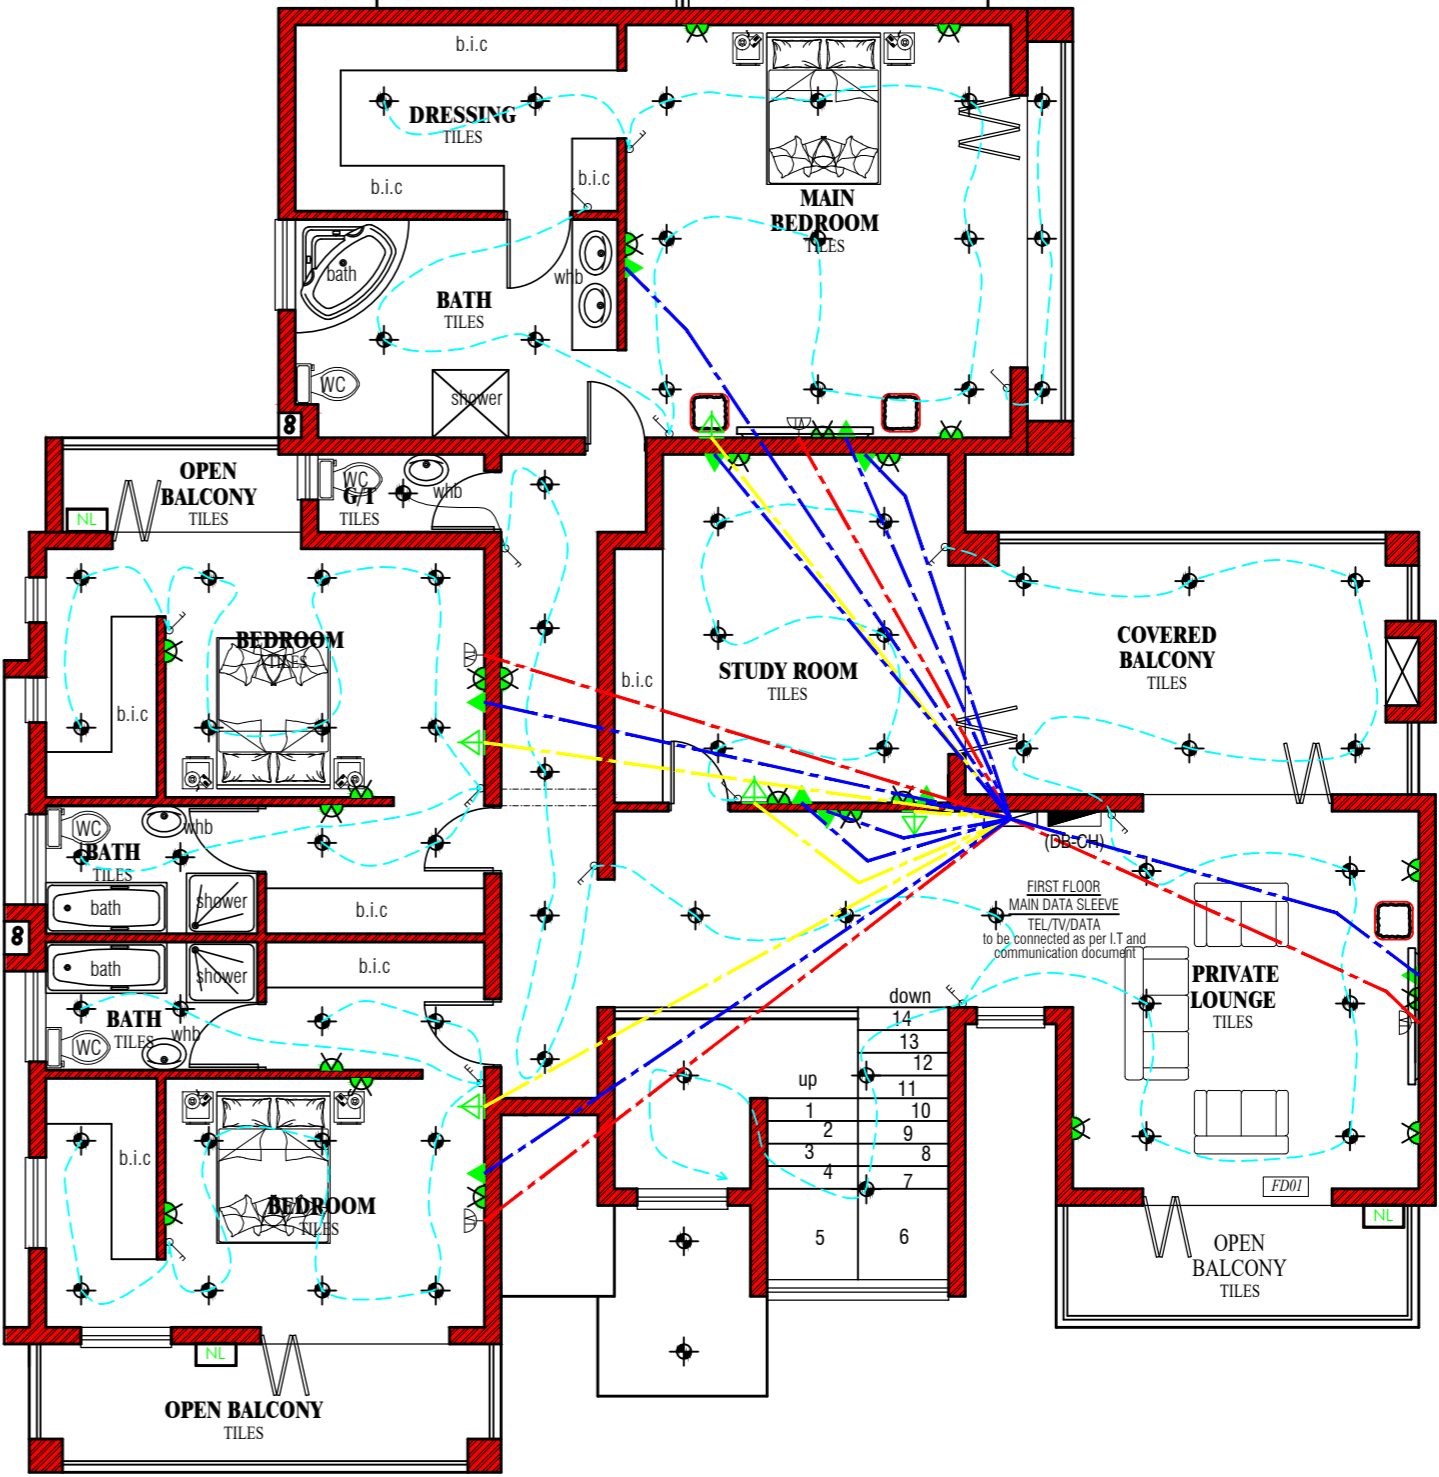 b.i.c
DRESSING
TILES
b.i.c
b.i.c
MAIN
BEDROOM
TILES
bath
whb
BATH
TILES
WC
shower
8
OPEN
BALCONY
TILES
NL
WC
G/T
TILES
whb
BEDROOM
TILES
b.i.c
b.i.c
STUDY ROOM
TILES
COVERED
BALCONY
TILES
WC
whb
BATH
TILES
bath
shower
b.i.c
(DB-CH)
FIRST FLOOR
MAIN DATA SLEEVE
TEL/TV/DATA
to be connected as per I.T and
communication document
8
bath
shower
b.i.c
PRIVATE
LOUNGE
TILES
BATH
TILES
WC
whb
down
14
13
12
11
10
9
8
7
6
up
1
2
3
4
5
b.i.c
BEDROOM
TILES
FD01
NL
OPEN
BALCONY
TILES
NL
OPEN BALCONY
TILES